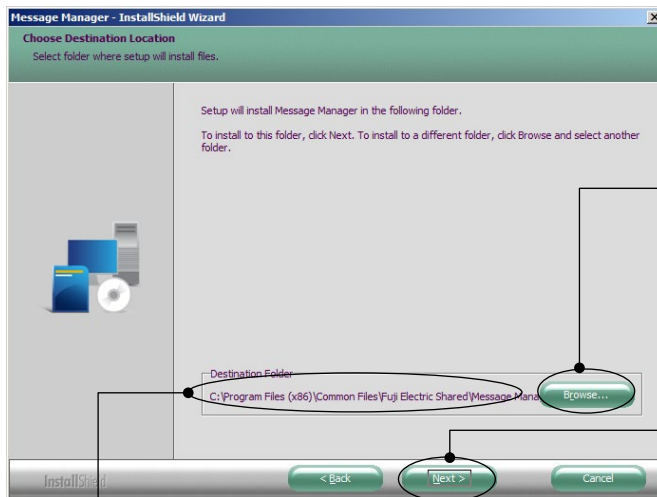 Message Manager - InstallShield Wizard
Choose Destination Location
Select folder where setup will install files.
Setup will install Message Manager in the following folder.
To install to this folder, click Next. To install to a different folder, click Browse and select another
folder.
Destination Folder
C:\Program Files (x86)\Common Files\Fuji Electric Shared\Message Mana
Browse...
InstallShield
< Back
Next >
Cancel